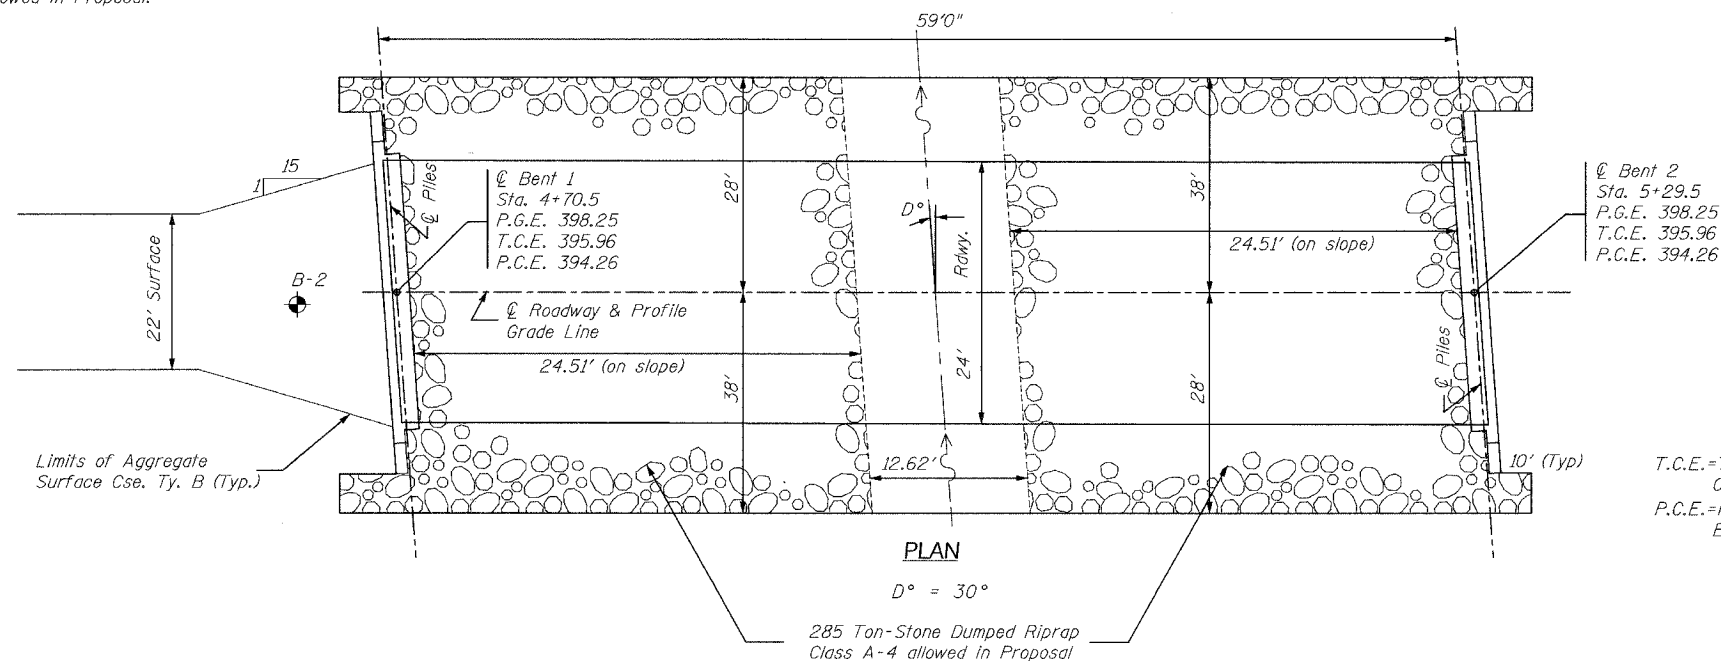 owed in Proposal.
59'0"
15
1
℄ Piles
℄ Bent 1
Sta. 4+70.5
P.G.E. 398.25
T.C.E. 395.96
P.C.E. 394.26
28'
D°
Rdwy.
38'
24.51' (on slope)
℄ Bent 2
Sta. 5+29.5
P.G.E. 398.25
T.C.E. 395.96
P.C.E. 394.26
22' Surface
B-2
℄ Roadway & Profile
Grade Line
24.51' (on slope)
38'
24'
28'
℄ Piles
Limits of Aggregate
Surface Cse. Ty. B (Typ.)
12.62'
10' (Typ)
T.C.E.=
P.C.E.=
E
PLAN
D° = 30°
285 Ton-Stone Dumped Riprap
Class A-4 allowed in Proposal